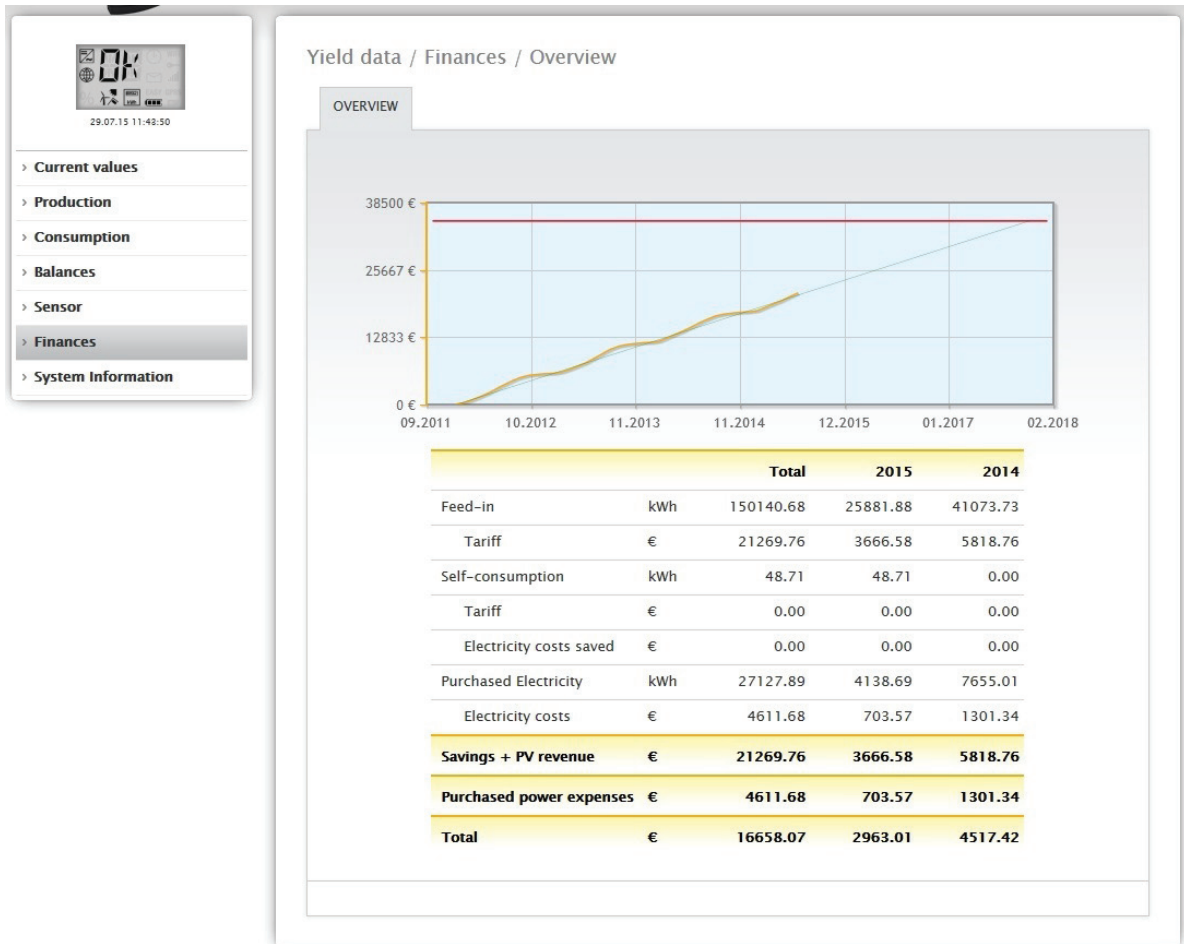 OK
29.07.15 11:43:50
› Current values
› Production
› Consumption
› Balances
› Sensor
› Finances
› System Information
Yield data / Finances / Overview
OVERVIEW
38500 €
25667 €
12833 €
0 €
09.2011 10.2012 11.2013 11.2014 12.2015 01.2017 02.2018
Total 2015 2014
Feed-in kWh 150140.68 25881.88 41073.73
Tariff € 21269.76 3666.58 5818.76
Self-consumption kWh 48.71 48.71 0.00
Tariff € 0.00 0.00 0.00
Electricity costs saved € 0.00 0.00 0.00
Purchased Electricity kWh 27127.89 4138.69 7655.01
Electricity costs € 4611.68 703.57 1301.34
Savings + PV revenue € 21269.76 3666.58 5818.76
Purchased power expenses € 4611.68 703.57 1301.34
Total € 16658.07 2963.01 4517.42